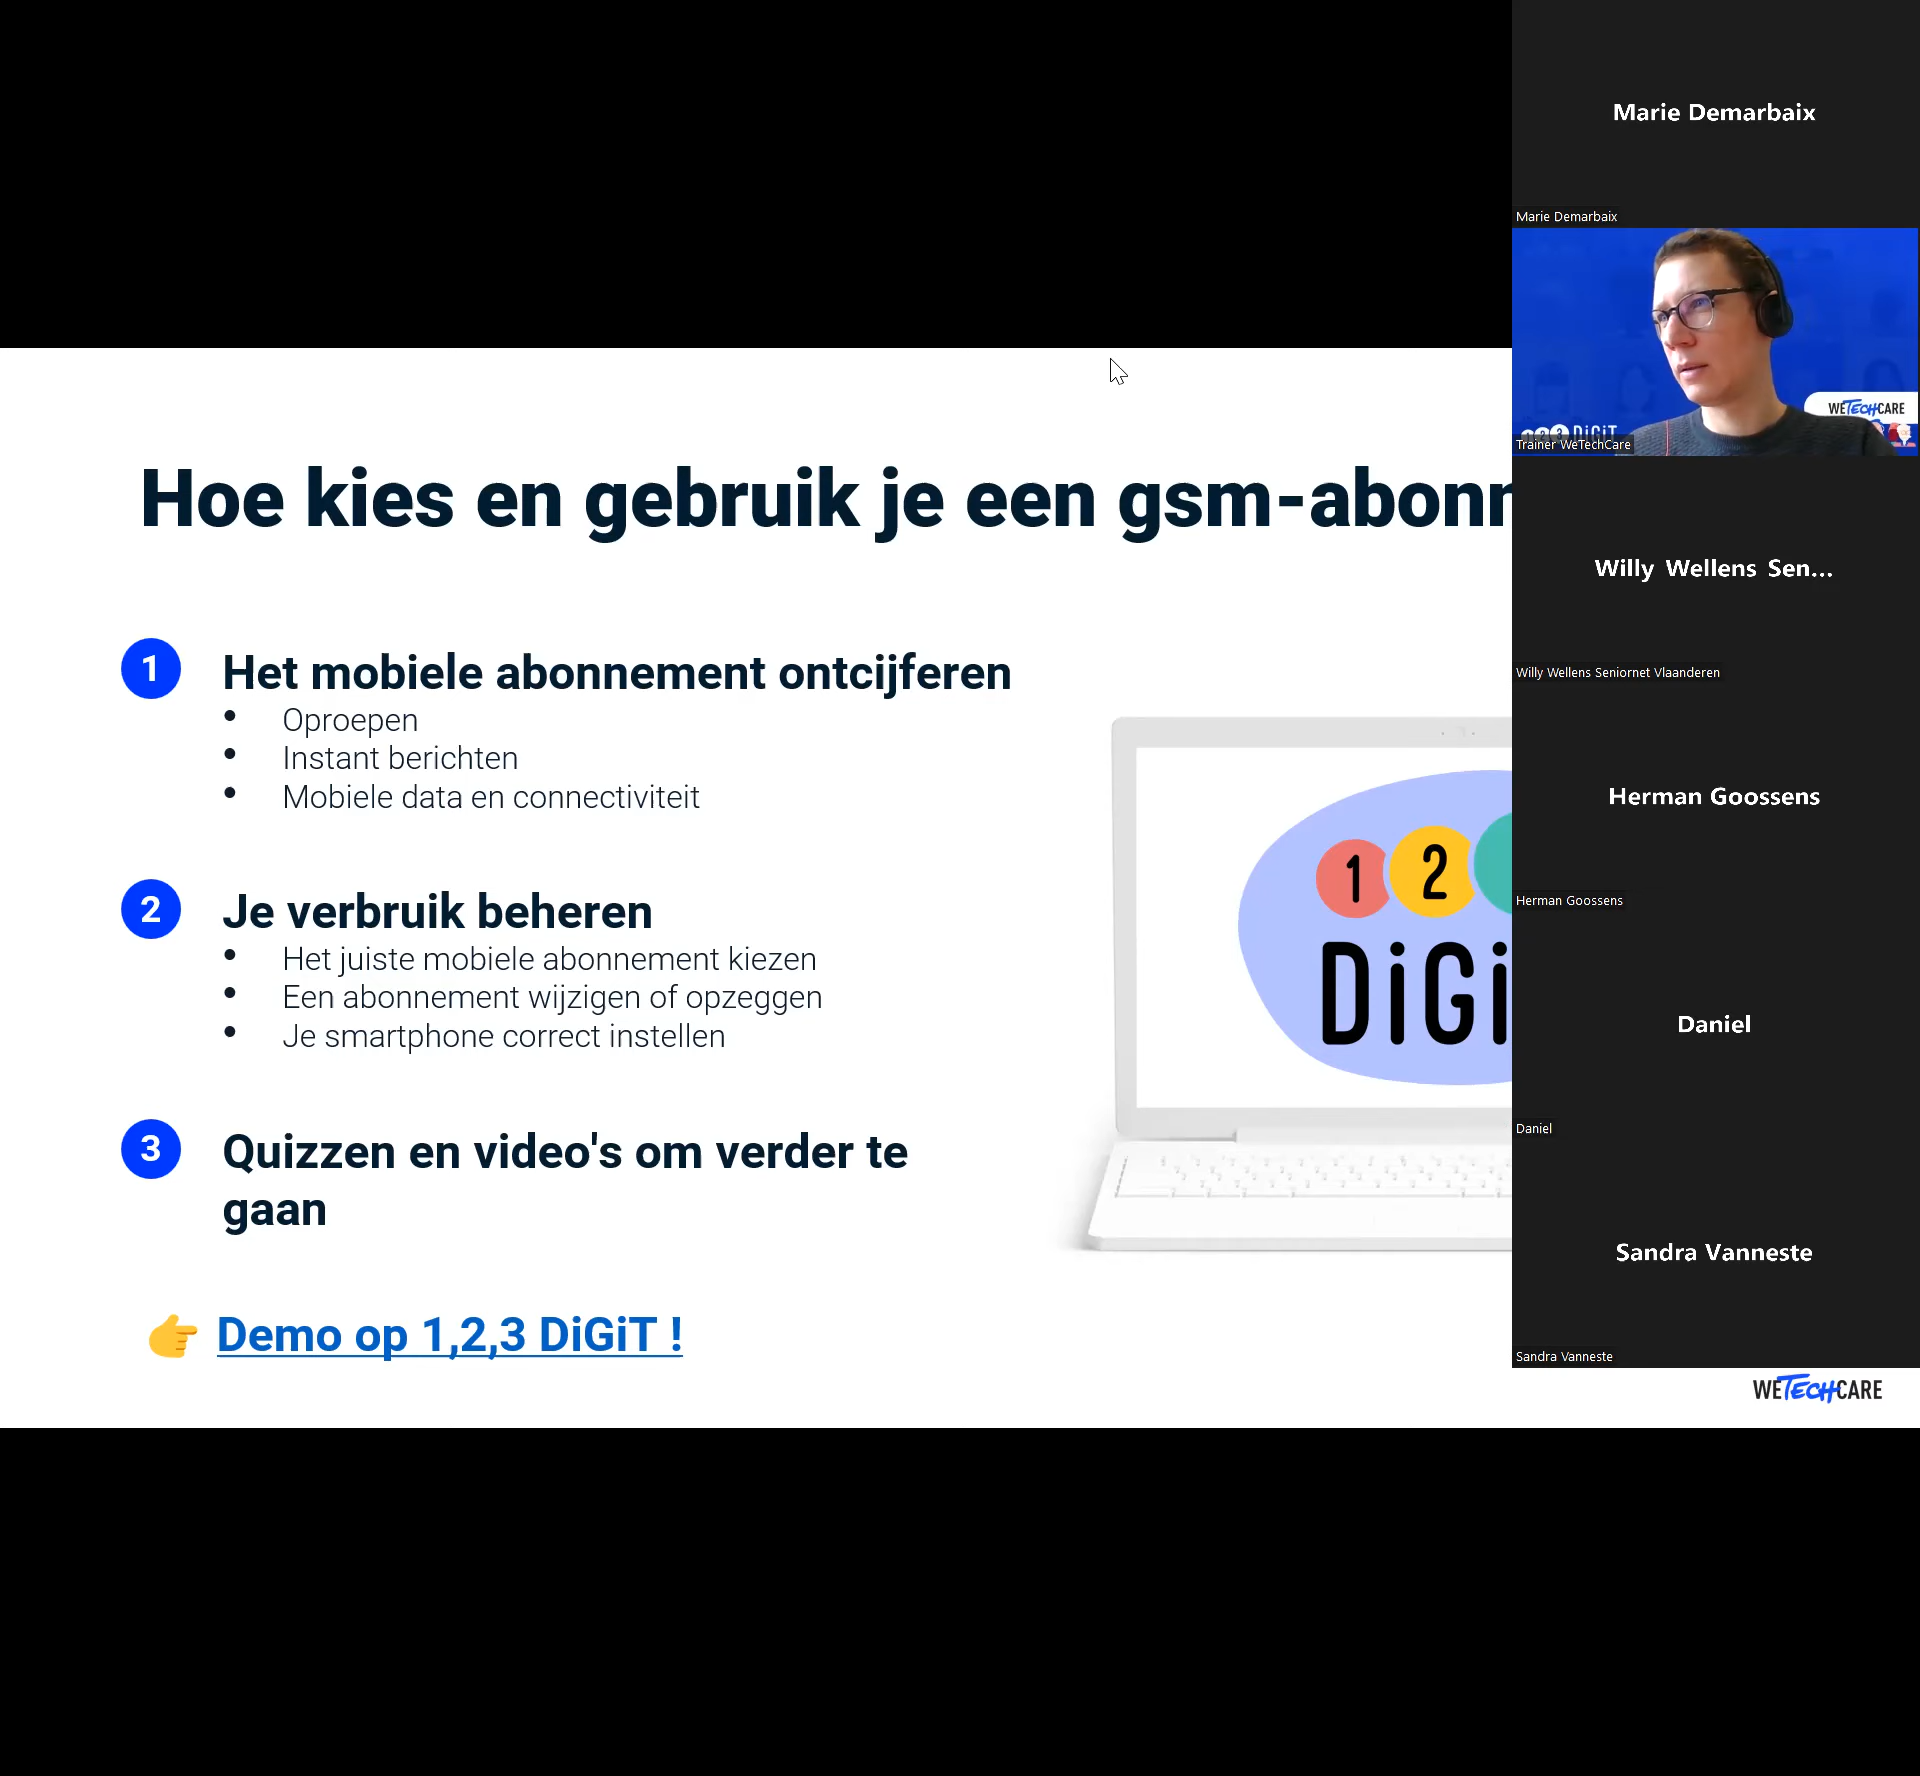 Hoe kies en gebruik je een gsm-abonn
1
Het mobiele abonnement ontcijferen
• Oproepen
• Instant berichten
• Mobiele data en connectiviteit
2
Je verbruik beheren
• Het juiste mobiele abonnement kiezen
• Een abonnement wijzigen of opzeggen
• Je smartphone correct instellen
3
Quizzen en video's om verder te
gaan
👉 Demo op 1,2,3 DiGiT !
1 2
DiGi
Marie Demarbaix
Marie Demarbaix
WETECHCARE
DiGiT
Trainer WeTechCare
Willy Wellens Sen...
Willy Wellens Seniornet Vlaanderen
Herman Goossens
Herman Goossens
Daniel
Daniel
Sandra Vanneste
Sandra Vanneste
WETECHCARE